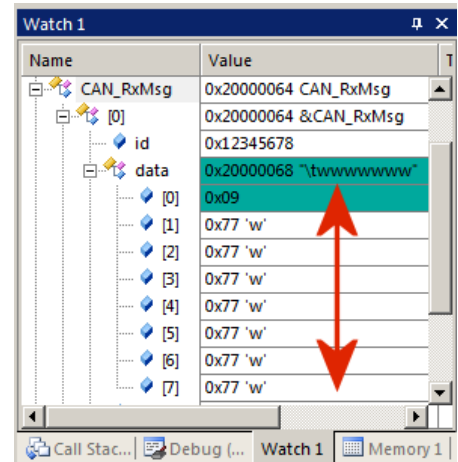 Watch 1
Name Value T
CAN_RxMsg 0x20000064 CAN_RxMsg
[0] 0x20000064 &CAN_RxMsg
id 0x12345678
data 0x20000068 "\twwwwwww"
[0] 0x09
[1] 0x77 'w'
[2] 0x77 'w'
[3] 0x77 'w'
[4] 0x77 'w'
[5] 0x77 'w'
[6] 0x77 'w'
[7] 0x77 'w'
Call Stac... Debug (... Watch 1 Memory 1